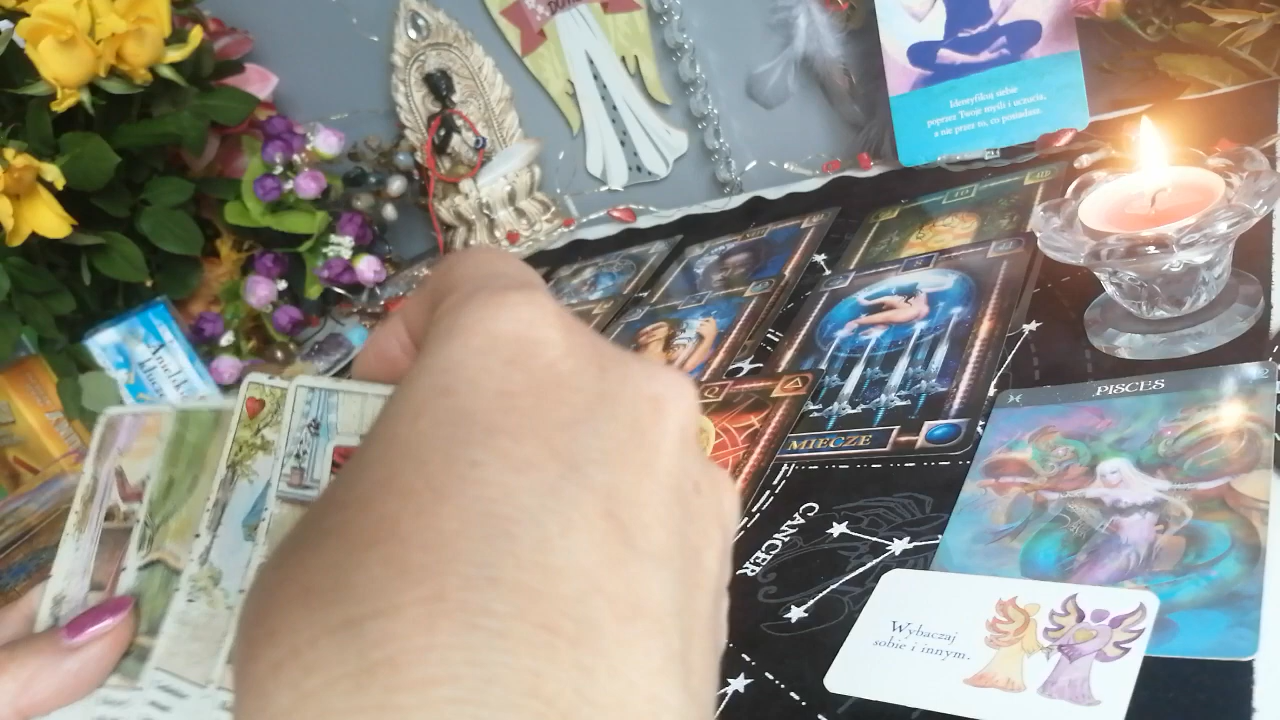 Identyfikuj siebie
poprzez Twoje myśli i uczucia,
a nie przez to, co posiadasz.
PISCES
MIECZE
CANCER
Wybaczaj
sobie i innym.